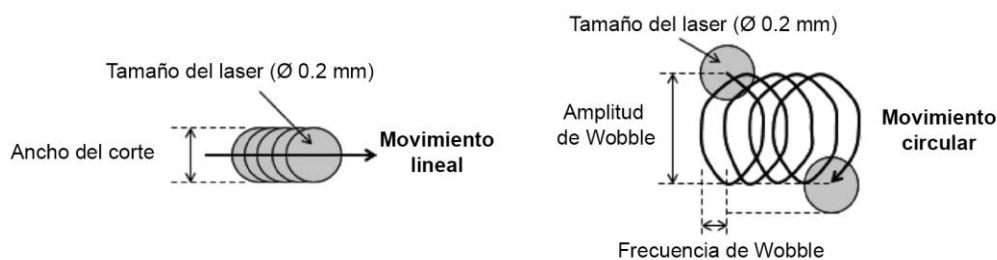 Tamaño del laser (Ø 0.2 mm)
Ancho del corte
Movimiento
lineal
Tamaño del laser (Ø 0.2 mm)
Amplitud
de Wobble
Movimiento
circular
Frecuencia de Wobble